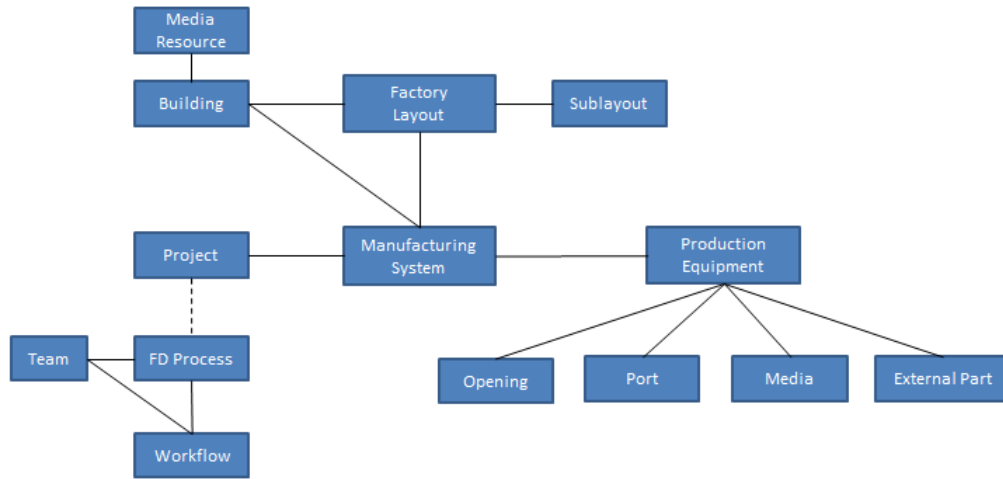 Media
Resource
Building
Factory
Layout
Sublayout
Project
Manufacturing
System
Production
Equipment
Team
FD Process
Opening
Port
Media
External Part
Workflow